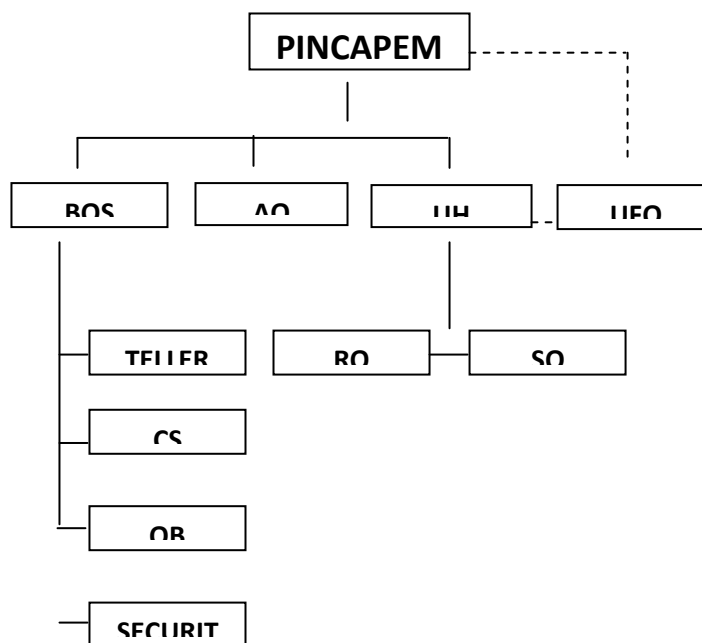 PINCAPEM
BOS
AO
UH
UFO
TELLER
RO
SO
CS
OB
SECURIT